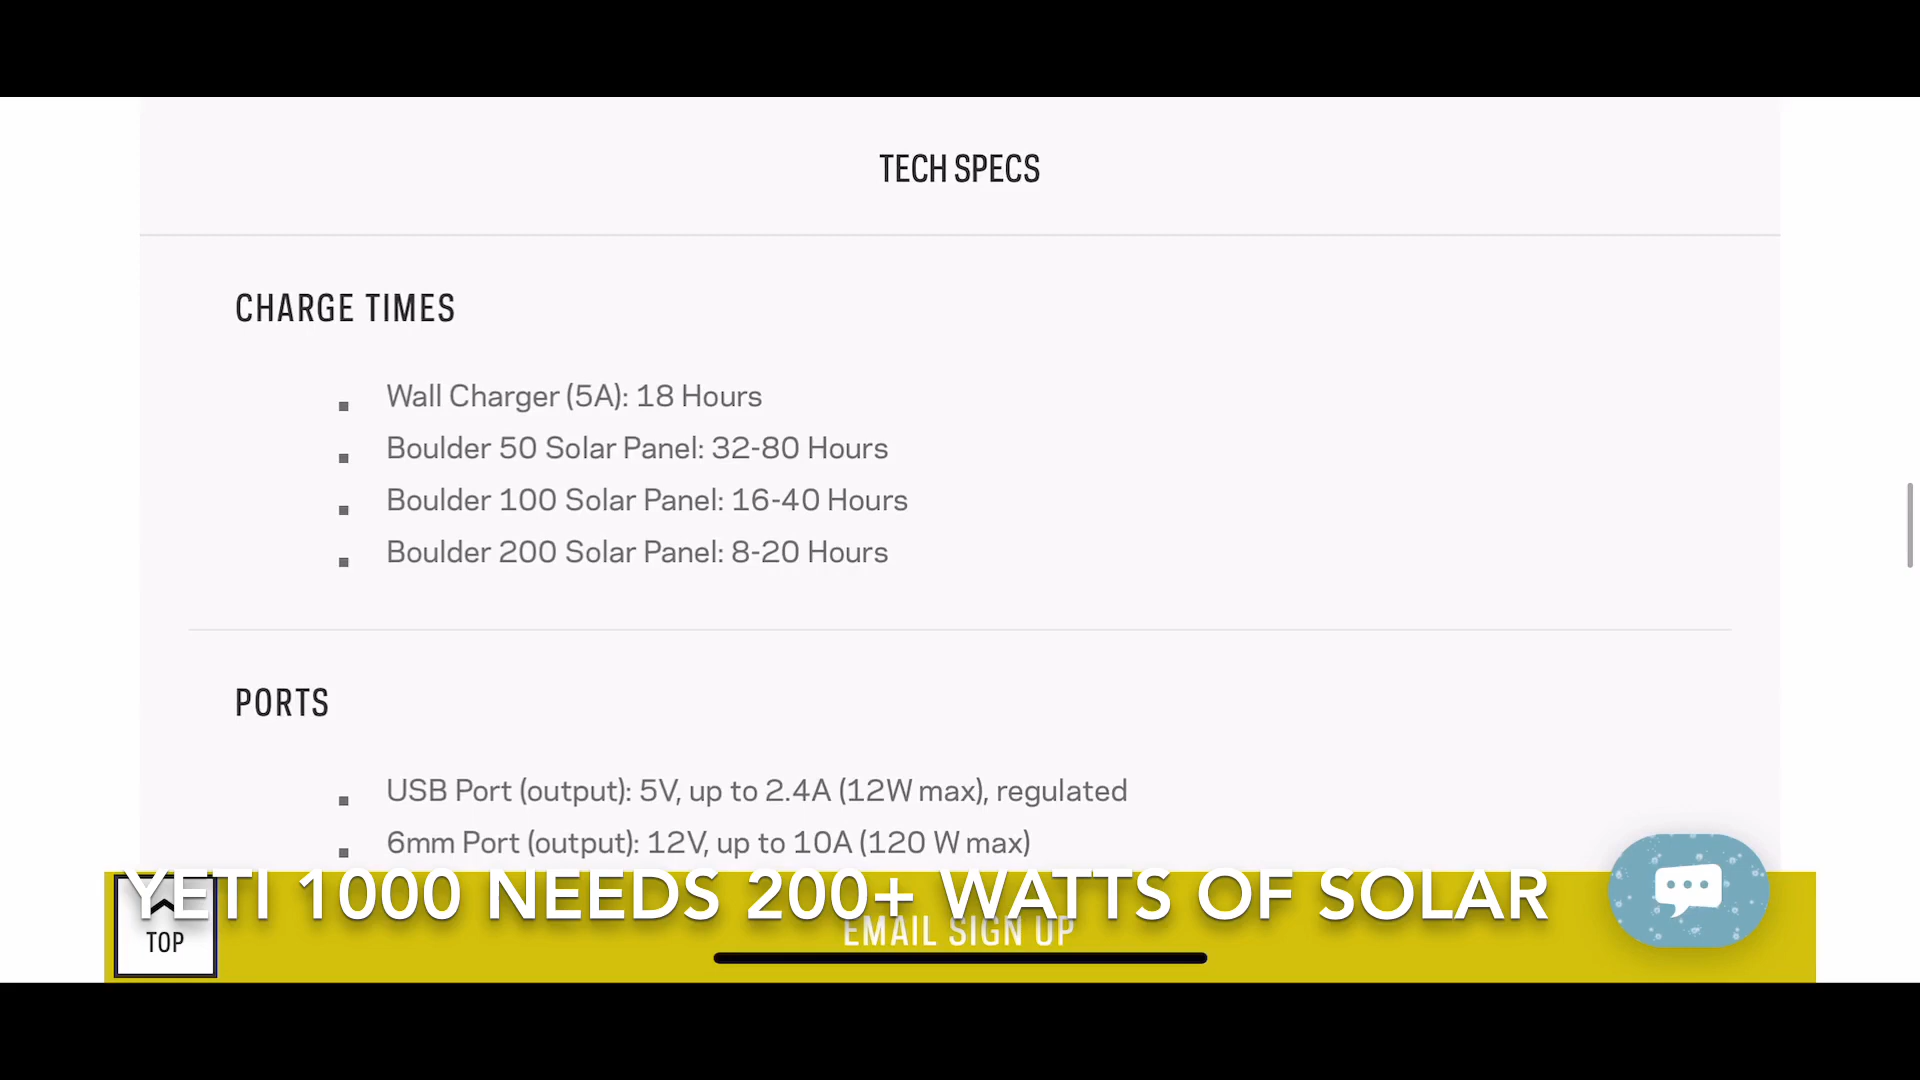 TECH SPECS
CHARGE TIMES
Wall Charger (5A): 18 Hours
Boulder 50 Solar Panel: 32-80 Hours
Boulder 100 Solar Panel: 16-40 Hours
Boulder 200 Solar Panel: 8-20 Hours
PORTS
USB Port (output): 5V, up to 2.4A (12W max), regulated
6mm Port (output): 12V, up to 10A (120 W max)
YETI 1000 NEEDS 200+ WATTS OF SOLAR
EMAIL SIGN UP
TOP